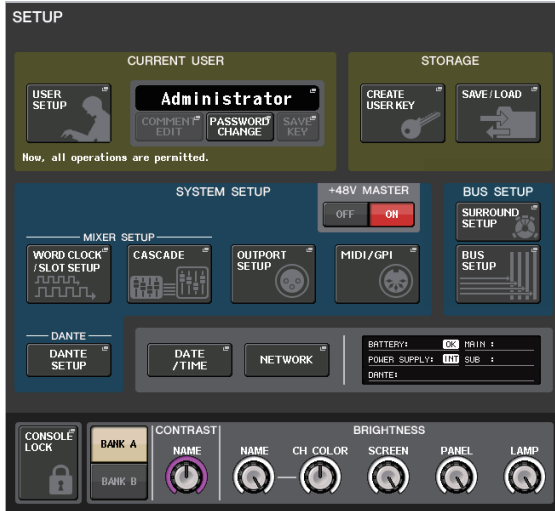 SETUP
CURRENT USER
STORAGE
USER
SETUP
Administrator
COMMENT
EDIT
PASSWORD
CHANGE
SAVE
KEY
CREATE
USER KEY
SAVE/LOAD
Now, all operations are permitted.
SYSTEM SETUP
+48V MASTER
OFF
ON
BUS SETUP
SURROUND
SETUP
MIXER SETUP
WORD CLOCK
/SLOT SETUP
CASCADE
OUTPORT
SETUP
MIDI/GPI
BUS
SETUP
DANTE
DANTE
SETUP
DATE
/TIME
NETWORK
BATTERY: OK MAIN :
POWER SUPPLY: INT SUB :
DANTE:
CONSOLE
LOCK
BANK A
BANK B
CONTRAST
NAME
BRIGHTNESS
NAME CH COLOR SCREEN PANEL LAMP